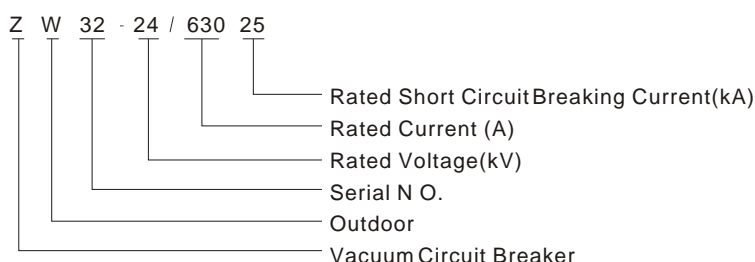 Z W 32 - 24 / 630 25
Rated Short Circuit Breaking Current(kA)
Rated Current (A)
Rated Voltage(kV)
Serial N O.
Outdoor
Vacuum Circuit Breaker